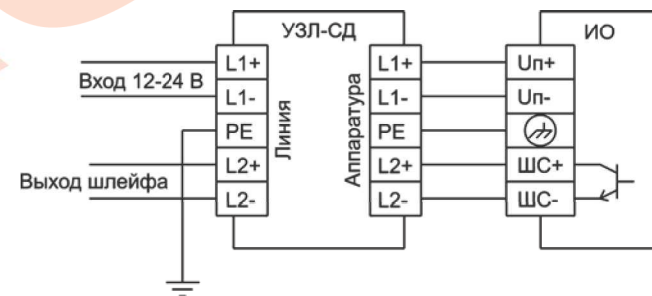 УЗЛ-СД
ИО
Вход 12-24 В
Выход шлейфа
L1+
L1-
PE
L2+
L2-
Линия
Аппаратура
L1+
L1-
PE
L2+
L2-
Uп+
Uп-
ШС+
ШС-